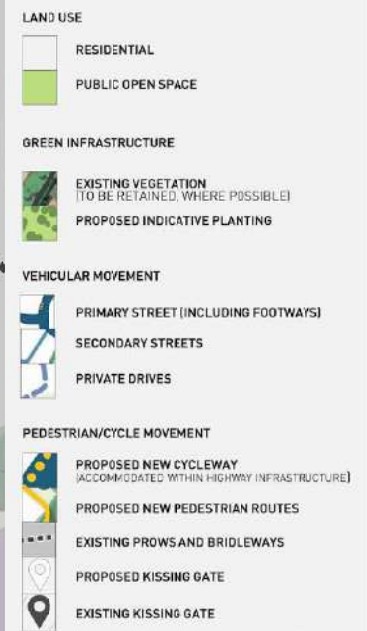 LAND USE
RESIDENTIAL
PUBLIC OPEN SPACE
GREEN INFRASTRUCTURE
EXISTING VEGETATION
(TO BE RETAINED, WHERE POSSIBLE)
PROPOSED INDICATIVE PLANTING
VEHICULAR MOVEMENT
PRIMARY STREET (INCLUDING FOOTWAYS)
SECONDARY STREETS
PRIVATE DRIVES
PEDESTRIAN/CYCLE MOVEMENT
PROPOSED NEW CYCLEWAY
(ACCOMMODATED WITHIN HIGHWAY INFRASTRUCTURE)
PROPOSED NEW PEDESTRIAN ROUTES
EXISTING PROWS AND BRIDLEWAYS
PROPOSED KISSING GATE
EXISTING KISSING GATE